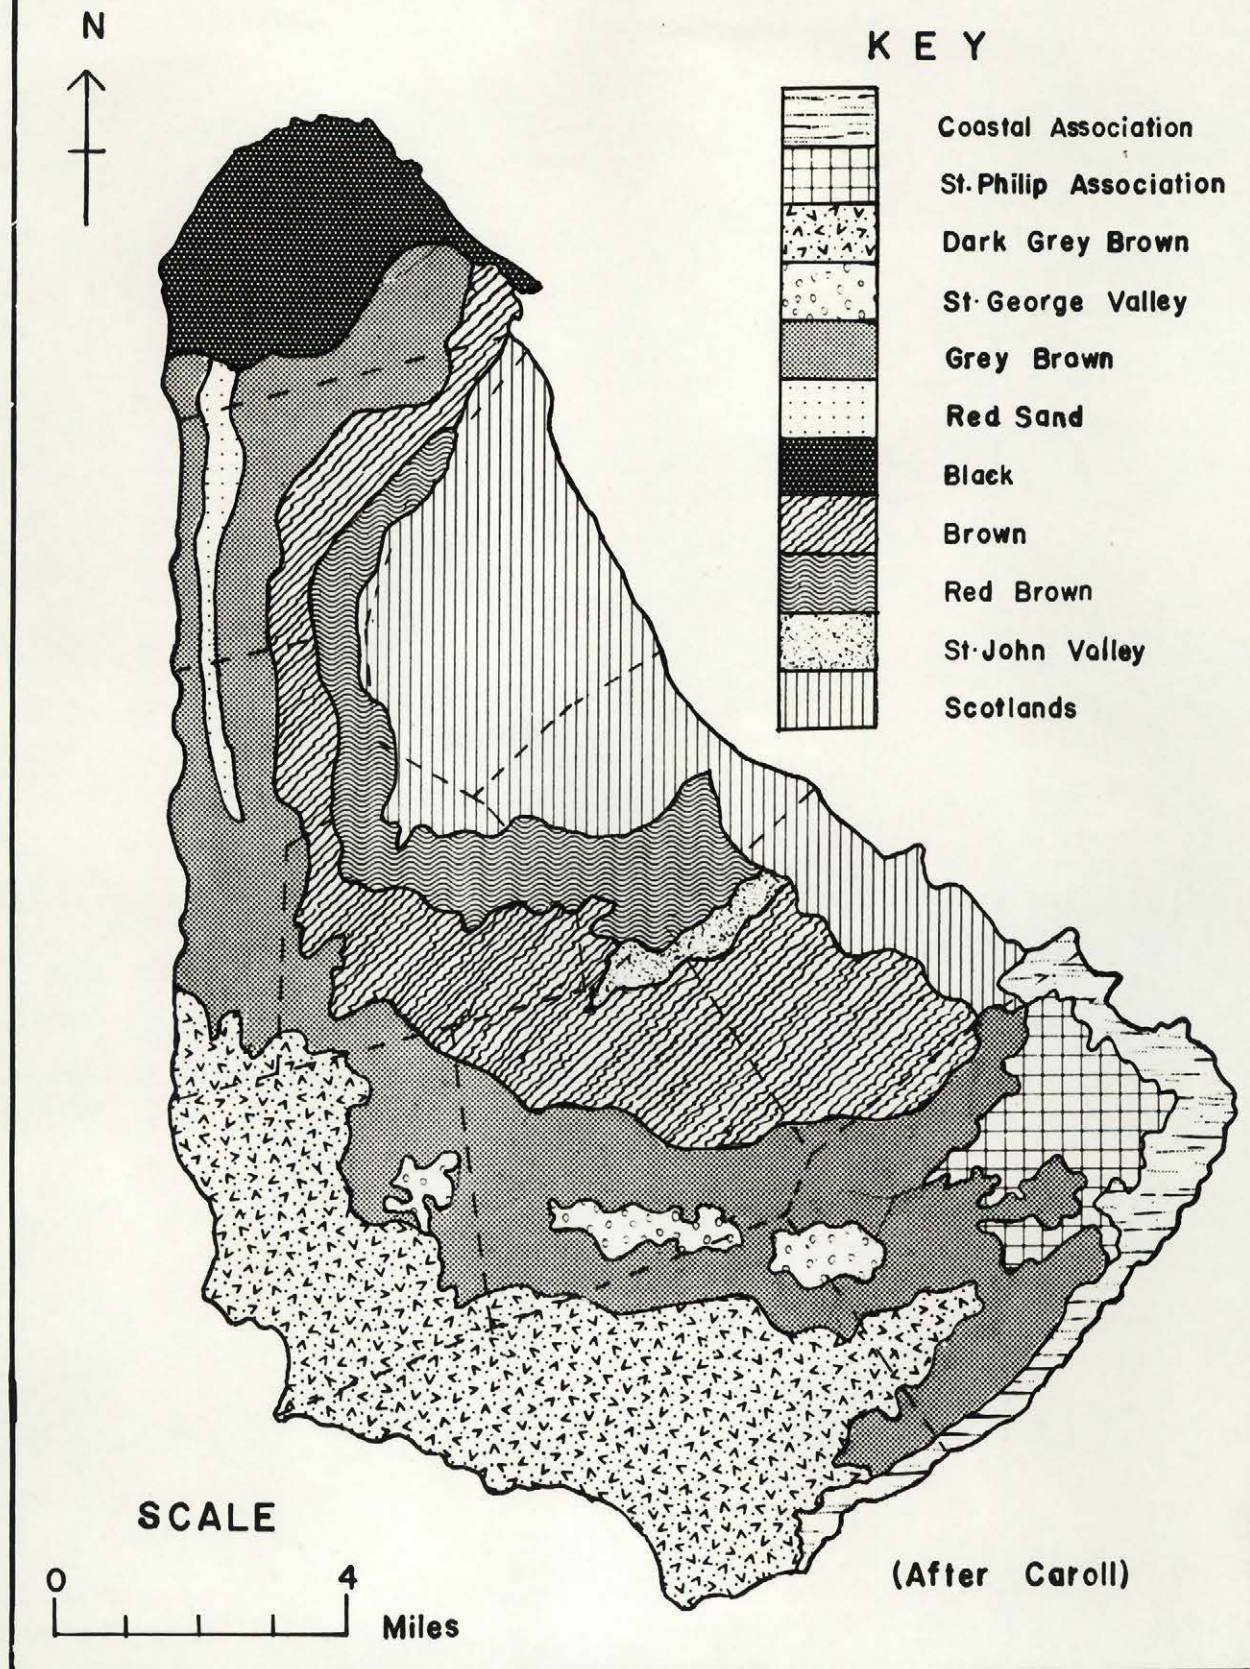 N
K E Y
Coastal Association
St. Philip Association
Dark Grey Brown
St. George Valley
Grey Brown
Red Sand
Black
Brown
Red Brown
St. John Valley
Scotlands
SCALE
0 4
Miles
(After Caroll)